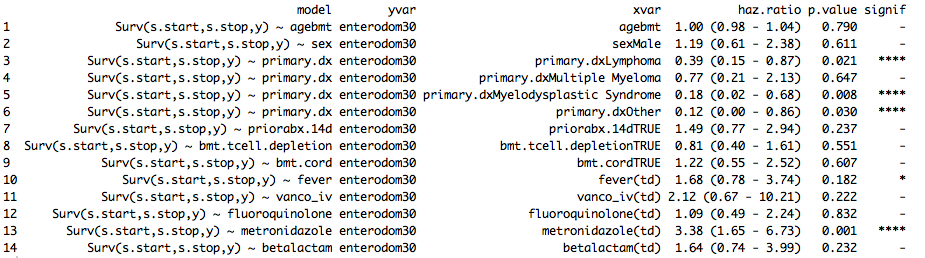 model yvar xvar haz.ratio p.value signif
1 Surv(s.start,s.stop,y) ~ agebmt enterodom30 agebmt 1.00 (0.98 - 1.04) 0.790 -
2 Surv(s.start,s.stop,y) ~ sex enterodom30 sexMale 1.19 (0.61 - 2.38) 0.611 -
3 Surv(s.start,s.stop,y) ~ primary.dx enterodom30 primary.dxLymphoma 0.39 (0.15 - 0.87) 0.021 ****
4 Surv(s.start,s.stop,y) ~ primary.dx enterodom30 primary.dxMultiple Myeloma 0.77 (0.21 - 2.13) 0.647 -
5 Surv(s.start,s.stop,y) ~ primary.dx enterodom30 primary.dxMyelodysplastic Syndrome 0.18 (0.02 - 0.68) 0.008 ****
6 Surv(s.start,s.stop,y) ~ primary.dx enterodom30 primary.dxOther 0.12 (0.00 - 0.86) 0.030 ****
7 Surv(s.start,s.stop,y) ~ priorabx.14d enterodom30 priorabx.14dTRUE 1.49 (0.77 - 2.94) 0.237 -
8 Surv(s.start,s.stop,y) ~ bmt.tcell.depletion enterodom30 bmt.tcell.depletionTRUE 0.81 (0.40 - 1.61) 0.551 -
9 Surv(s.start,s.stop,y) ~ bmt.cord enterodom30 bmt.cordTRUE 1.22 (0.55 - 2.52) 0.607 -
10 Surv(s.start,s.stop,y) ~ fever enterodom30 fever(td) 1.68 (0.78 - 3.74) 0.182 *
11 Surv(s.start,s.stop,y) ~ vanco_iv enterodom30 vanco_iv(td) 2.12 (0.67 - 10.21) 0.222 -
12 Surv(s.start,s.stop,y) ~ fluoroquinolone enterodom30 fluoroquinolone(td) 1.09 (0.49 - 2.24) 0.832 -
13 Surv(s.start,s.stop,y) ~ metronidazole enterodom30 metronidazole(td) 3.38 (1.65 - 6.73) 0.001 ****
14 Surv(s.start,s.stop,y) ~ betalactam enterodom30 betalactam(td) 1.64 (0.74 - 3.99) 0.232 -